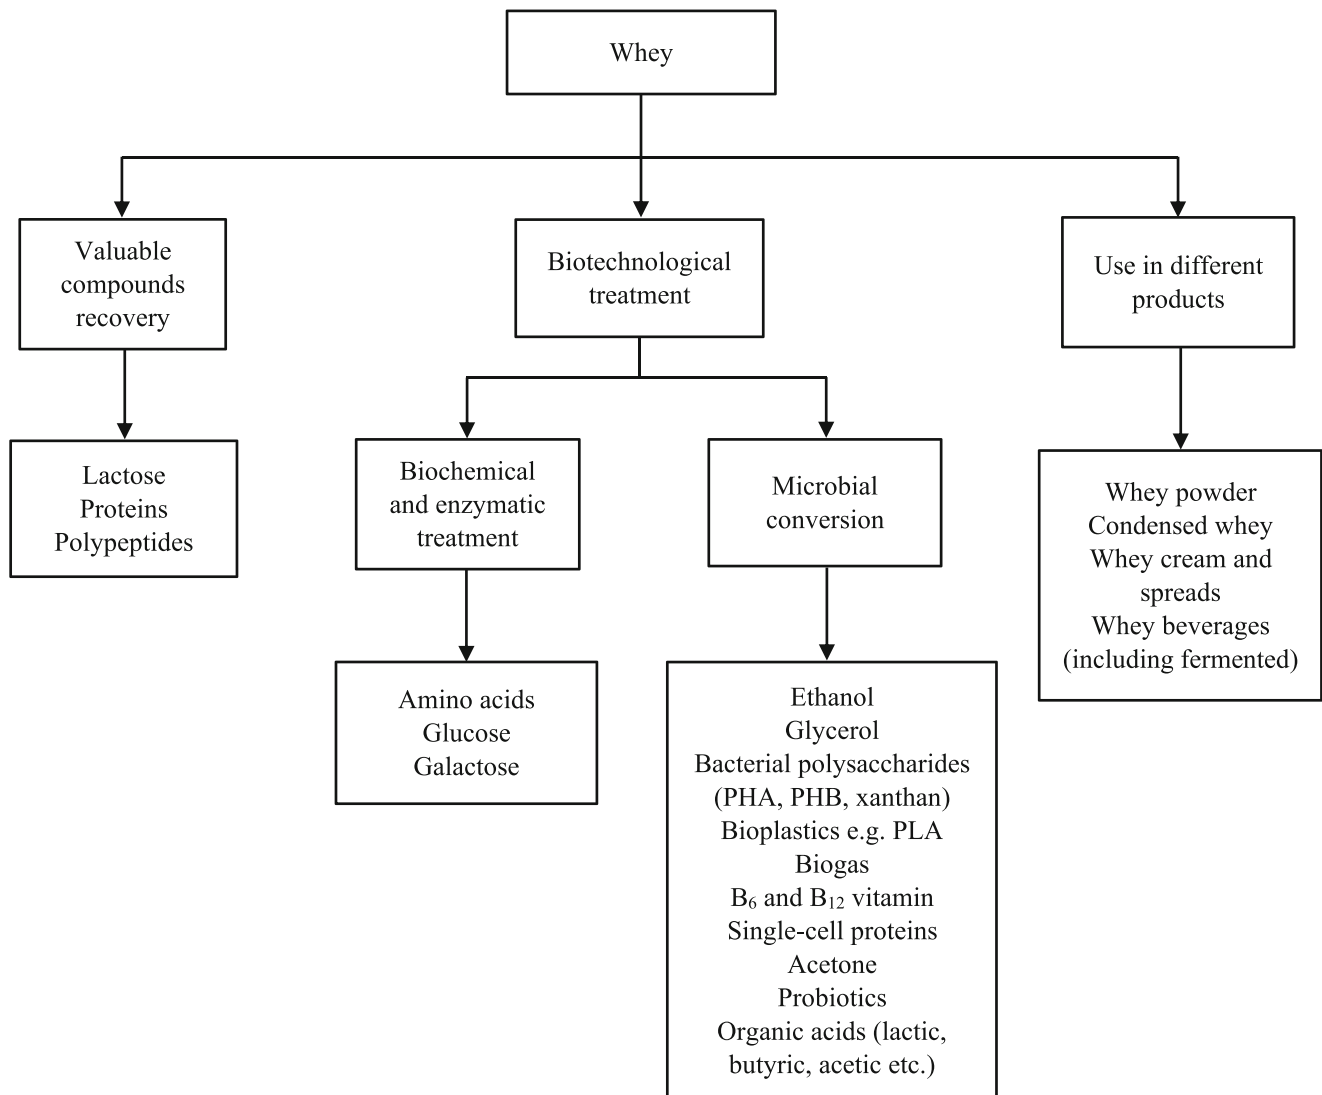 Whey
Valuable
compounds
recovery
Biotechnological
treatment
Use in different
products
Lactose
Proteins
Polypeptides
Biochemical
and enzymatic
treatment
Microbial
conversion
Whey powder
Condensed whey
Whey cream and
spreads
Whey beverages
(including fermented)
Amino acids
Glucose
Galactose
Ethanol
Glycerol
Bacterial polysaccharides
(PHA, PHB, xanthan)
Bioplastics e.g. PLA
Biogas
B₆ and B₁₂ vitamin
Single-cell proteins
Acetone
Probiotics
Organic acids (lactic,
butyric, acetic etc.)